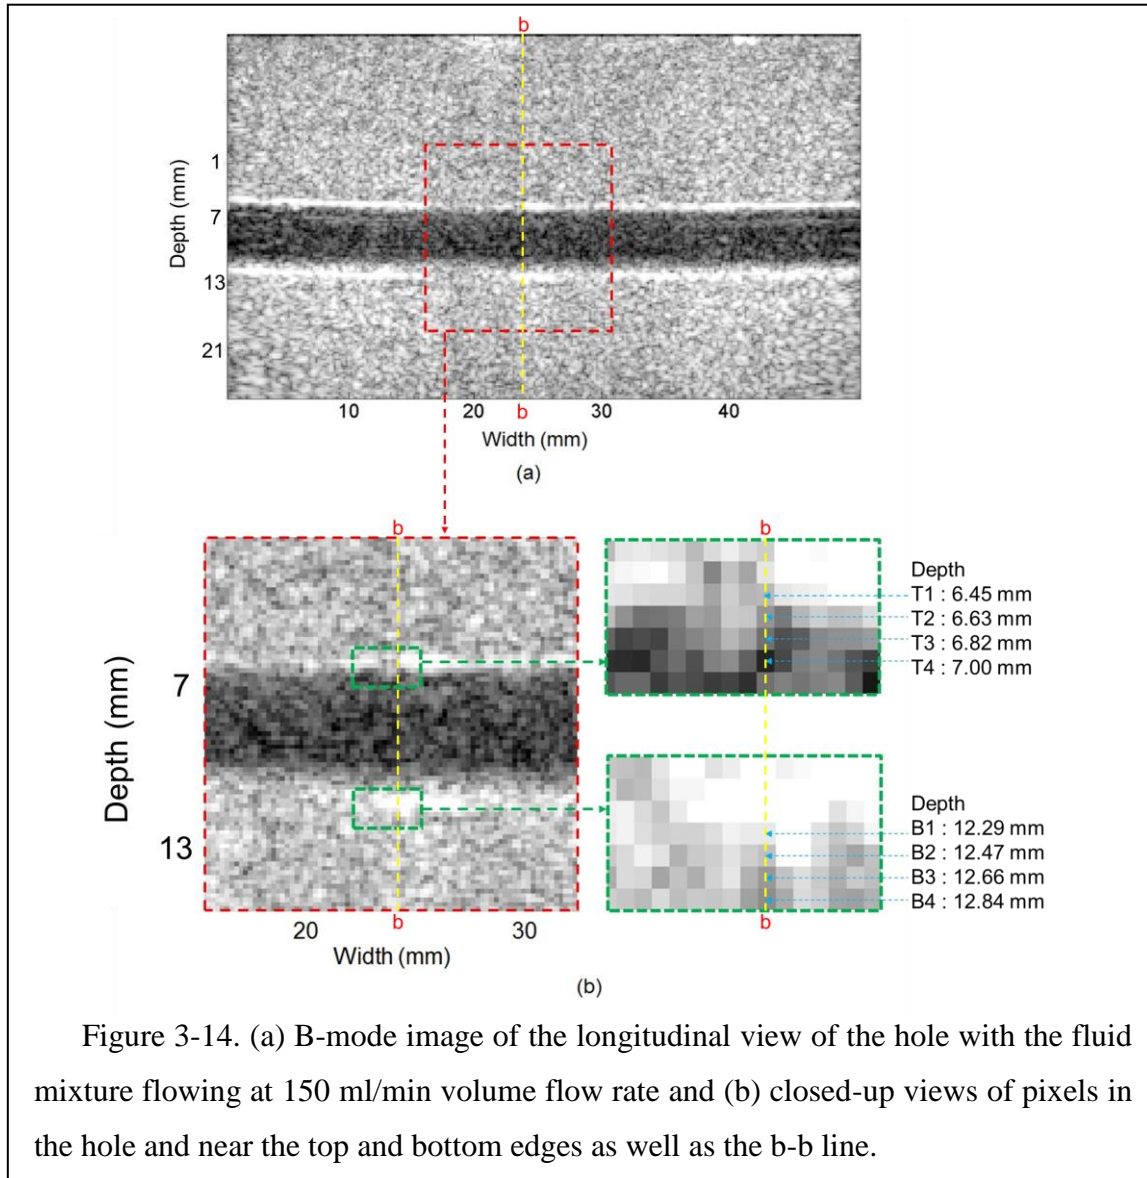 b
Depth (mm)
1
7
13
21
10 20 b 30 40
Width (mm)
(a)
b
b
Depth (mm)
7
13
20 b 30
Width (mm)
Depth
T1 : 6.45 mm
T2 : 6.63 mm
T3 : 6.82 mm
T4 : 7.00 mm
Depth
B1 : 12.29 mm
B2 : 12.47 mm
B3 : 12.66 mm
B4 : 12.84 mm
b
(b)
Figure 3-14. (a) B-mode image of the longitudinal view of the hole with the fluid
mixture flowing at 150 ml/min volume flow rate and (b) closed-up views of pixels in
the hole and near the top and bottom edges as well as the b-b line.